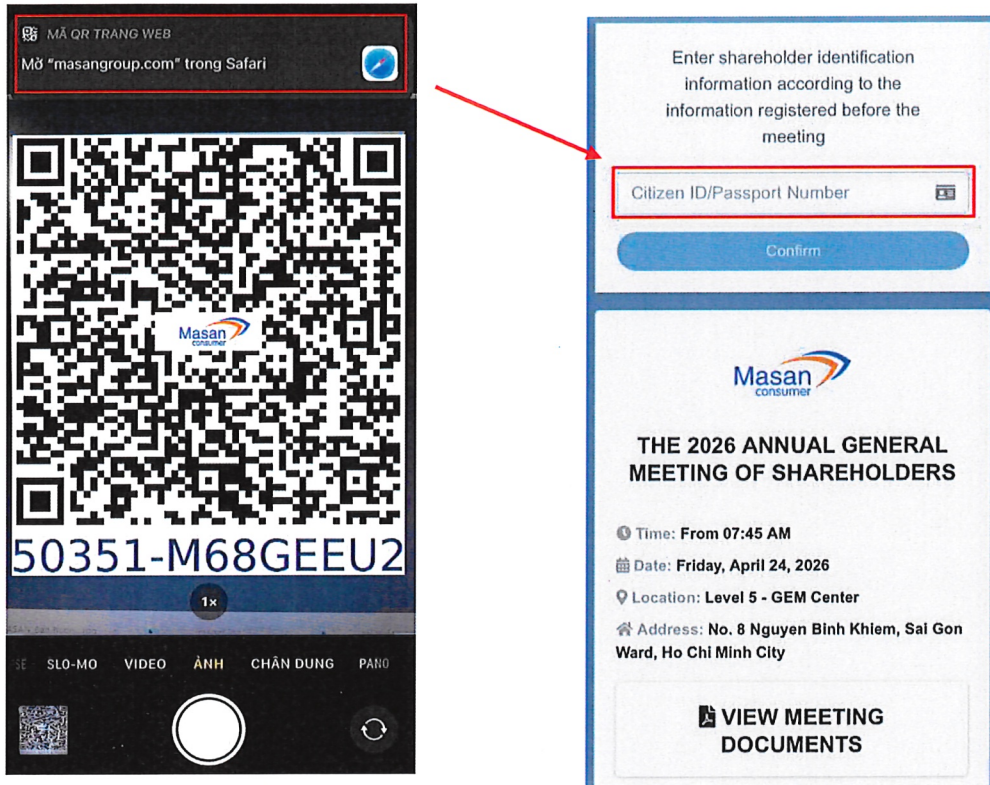 MÃ QR TRANG WEB
Mở “masangroup.com” trong Safari
Masan
consumer
50351-M68GEEU2
1x
SLO-MO VIDEO ẢNH CHÂN DUNG PANO
Enter shareholder identification
information according to the
information registered before the
meeting
Citizen ID/Passport Number
Confirm
Masan
consumer
THE 2026 ANNUAL GENERAL
MEETING OF SHAREHOLDERS
Time: From 07:45 AM
Date: Friday, April 24, 2026
Location: Level 5 - GEM Center
Address: No. 8 Nguyen Binh Khiem, Sai Gon
Ward, Ho Chi Minh City
VIEW MEETING
DOCUMENTS